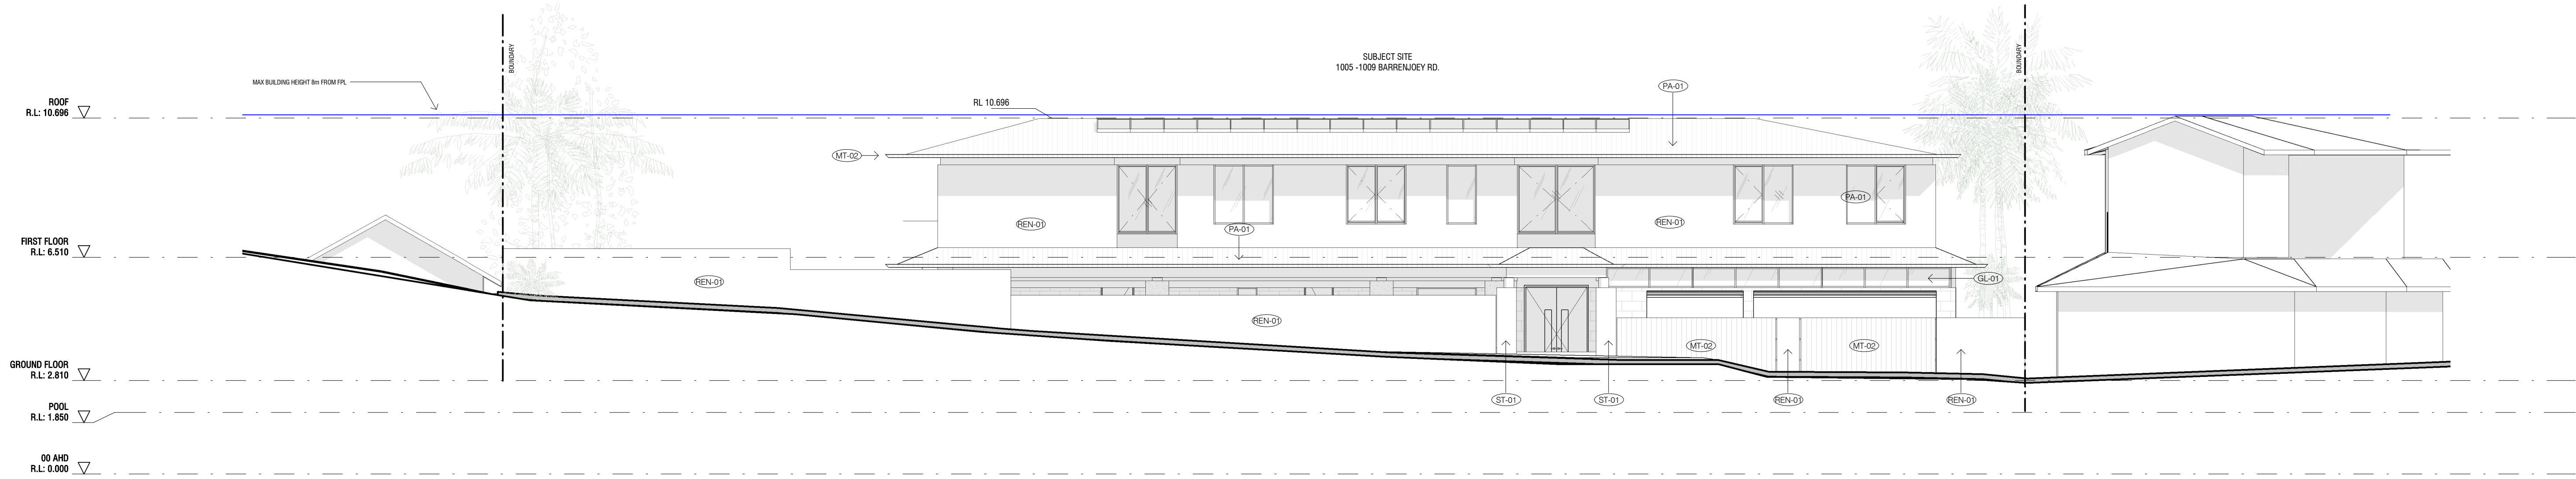 BOUNDARY
BOUNDARY
SUBJECT SITE
1005 -1009 BARRENJOEY RD.
MAX BUILDING HEIGHT 8m FROM FPL
PA-01
ROOF
R.L: 10.696
RL 10.696
MT-02
PA-01
REN-01
REN-01
PA-01
FIRST FLOOR
R.L: 6.510
REN-01
GL-01
REN-01
MT-02
MT-02
GROUND FLOOR
R.L: 2.810
ST-01
ST-01
REN-01
REN-01
POOL
R.L: 1.850
00 AHD
R.L: 0.000